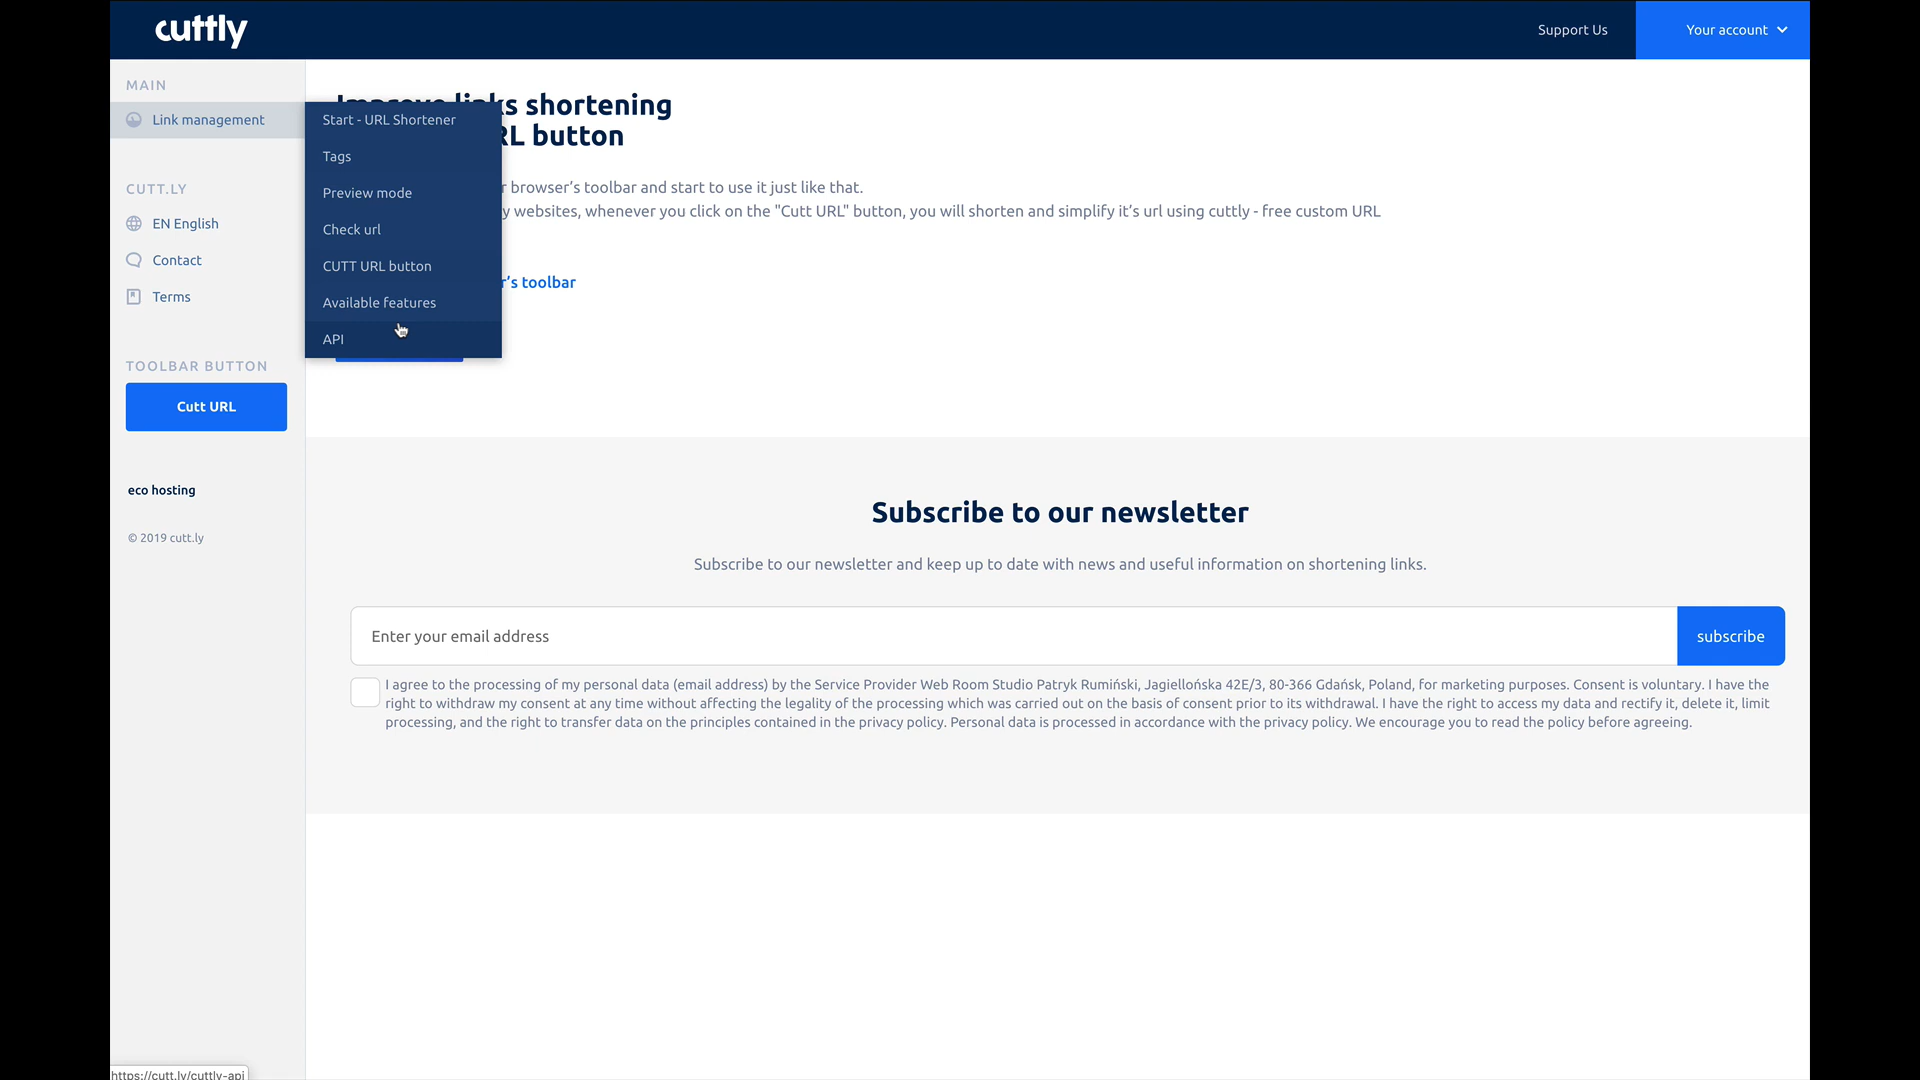 cuttly
Support Us
Your account
MAIN
Link management
CUTT.LY
EN English
Contact
Terms
TOOLBAR BUTTON
Cutt URL
eco hosting
© 2019 cutt.ly
Start - URL Shortener
Tags
Preview mode
Check url
CUTT URL button
Available features
API
Improve links shortening
RL button
r browser’s toolbar and start to use it just like that.
y websites, whenever you click on the "Cutt URL" button, you will shorten and simplify it’s url using cuttly - free custom URL
r’s toolbar
Subscribe to our newsletter
Subscribe to our newsletter and keep up to date with news and useful information on shortening links.
Enter your email address
subscribe
I agree to the processing of my personal data (email address) by the Service Provider Web Room Studio Patryk Rumiński, Jagiellońska 42E/3, 80-366 Gdańsk, Poland, for marketing purposes. Consent is voluntary. I have the
right to withdraw my consent at any time without affecting the legality of the processing which was carried out on the basis of consent prior to its withdrawal. I have the right to access my data and rectify it, delete it, limit
processing, and the right to transfer data on the principles contained in the privacy policy. Personal data is processed in accordance with the privacy policy. We encourage you to read the policy before agreeing.
https://cutt.ly/cuttly-api